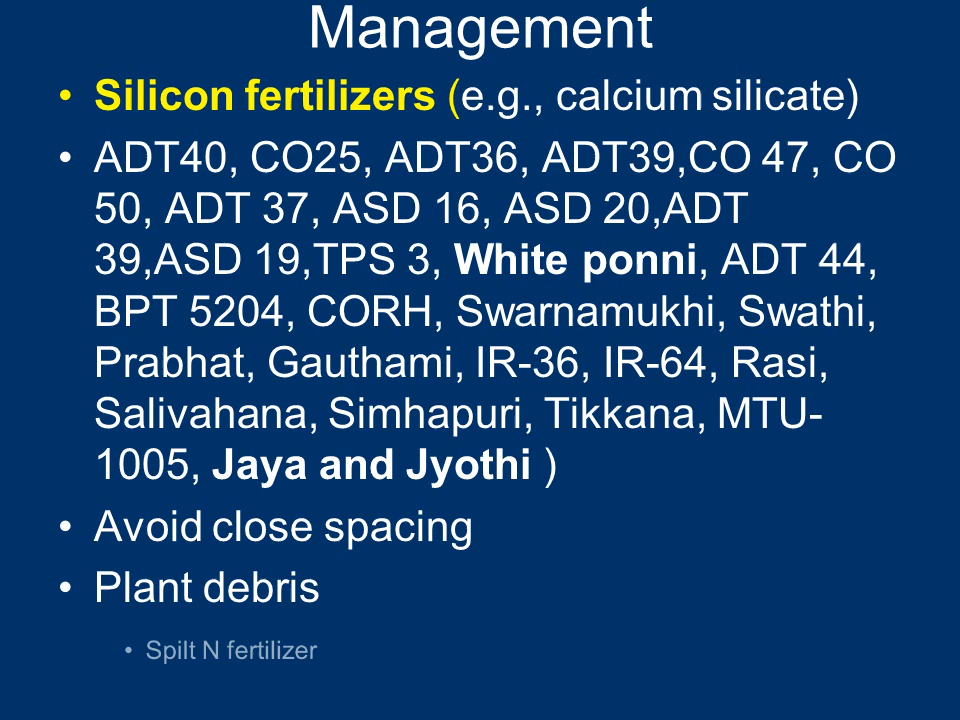 Management
• Silicon fertilizers (e.g., calcium silicate)
• ADT40, CO25, ADT36, ADT39,CO 47, CO
50, ADT 37, ASD 16, ASD 20,ADT
39,ASD 19,TPS 3, White ponni, ADT 44,
BPT 5204, CORH, Swarnamukhi, Swathi,
Prabhat, Gauthami, IR-36, IR-64, Rasi,
Salivahana, Simhapuri, Tikkana, MTU-
1005, Jaya and Jyothi )
• Avoid close spacing
• Plant debris
• Spilt N fertilizer